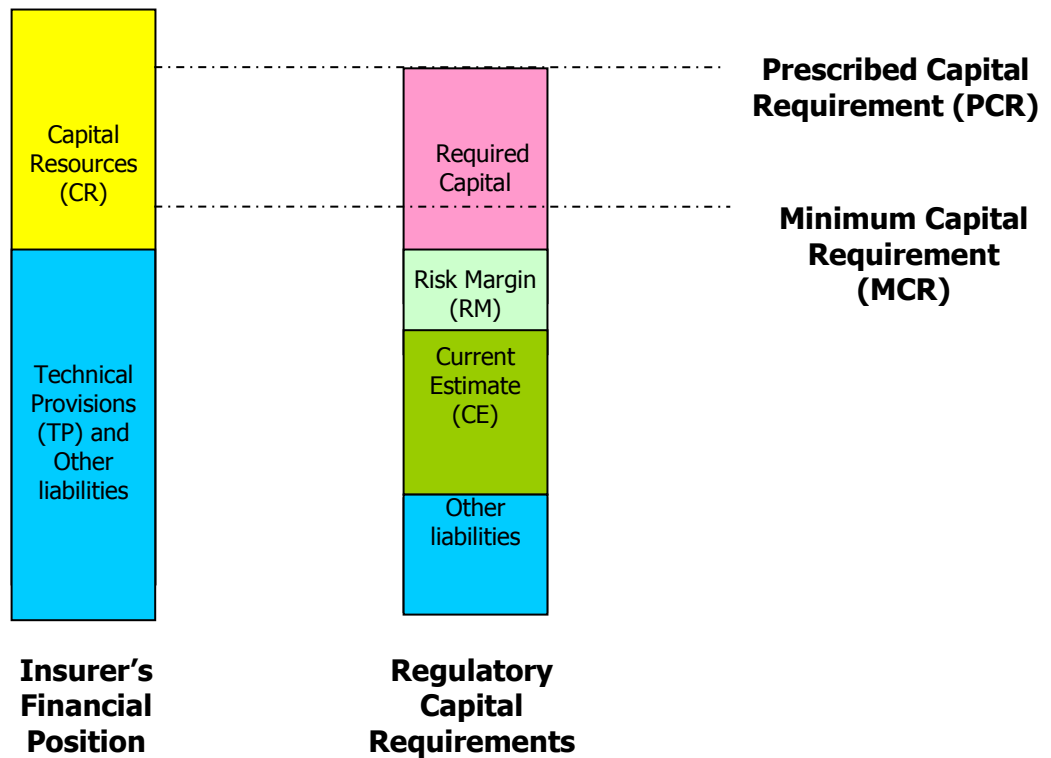 Capital
Resources
(CR)
Technical
Provisions
(TP) and
Other
liabilities
Insurer’s
Financial
Position
Required
Capital
Risk Margin
(RM)
Current
Estimate
(CE)
Other
liabilities
Regulatory
Capital
Requirements
Prescribed Capital
Requirement (PCR)
Minimum Capital
Requirement
(MCR)